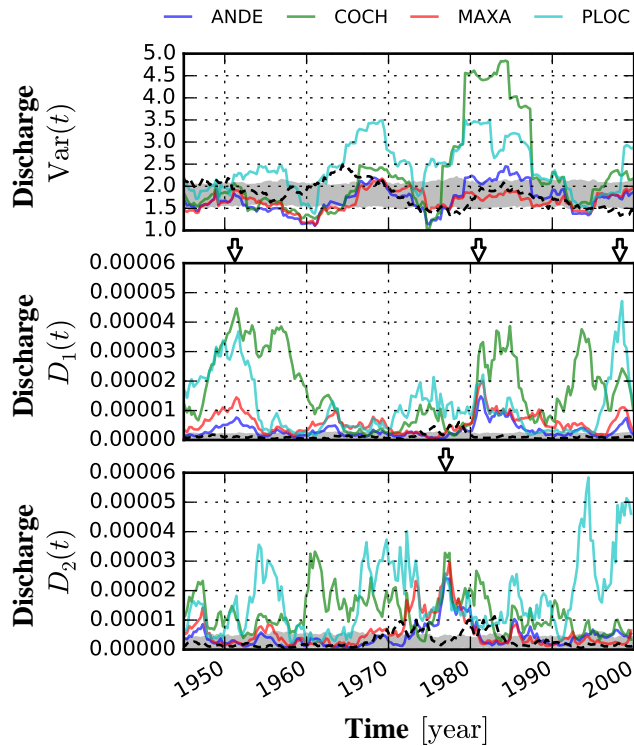 ANDE COCH MAXA PLOC
Discharge
Var(t)
5.0
4.5
4.0
3.5
3.0
2.5
2.0
1.5
1.0
Discharge
D₁(t)
0.00006
0.00005
0.00004
0.00003
0.00002
0.00001
0.00000
Discharge
D₂(t)
0.00006
0.00005
0.00004
0.00003
0.00002
0.00001
0.00000
1950 1960 1970 1980 1990 2000
Time [year]